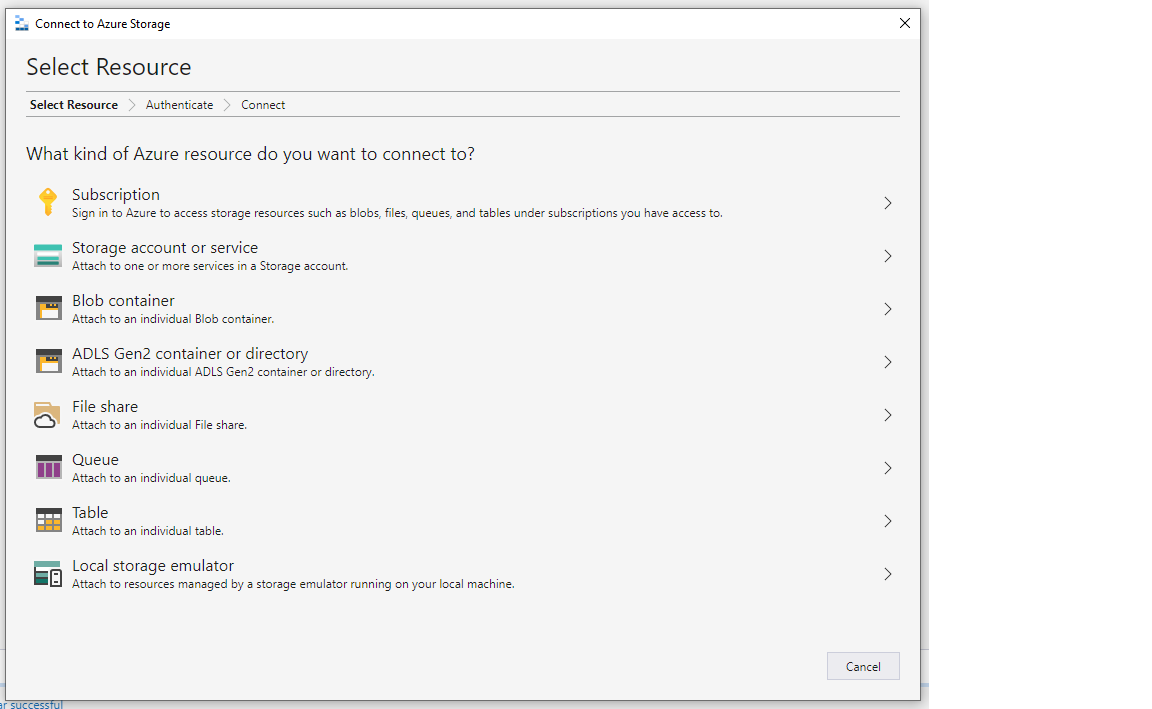 Connect to Azure Storage
Select Resource
Select Resource > Authenticate > Connect
What kind of Azure resource do you want to connect to?
Subscription
Sign in to Azure to access storage resources such as blobs, files, queues, and tables under subscriptions you have access to.
Storage account or service
Attach to one or more services in a Storage account.
Blob container
Attach to an individual Blob container.
ADLS Gen2 container or directory
Attach to an individual ADLS Gen2 container or directory.
File share
Attach to an individual File share.
Queue
Attach to an individual queue.
Table
Attach to an individual table.
Local storage emulator
Attach to resources managed by a storage emulator running on your local machine.
Cancel
successful